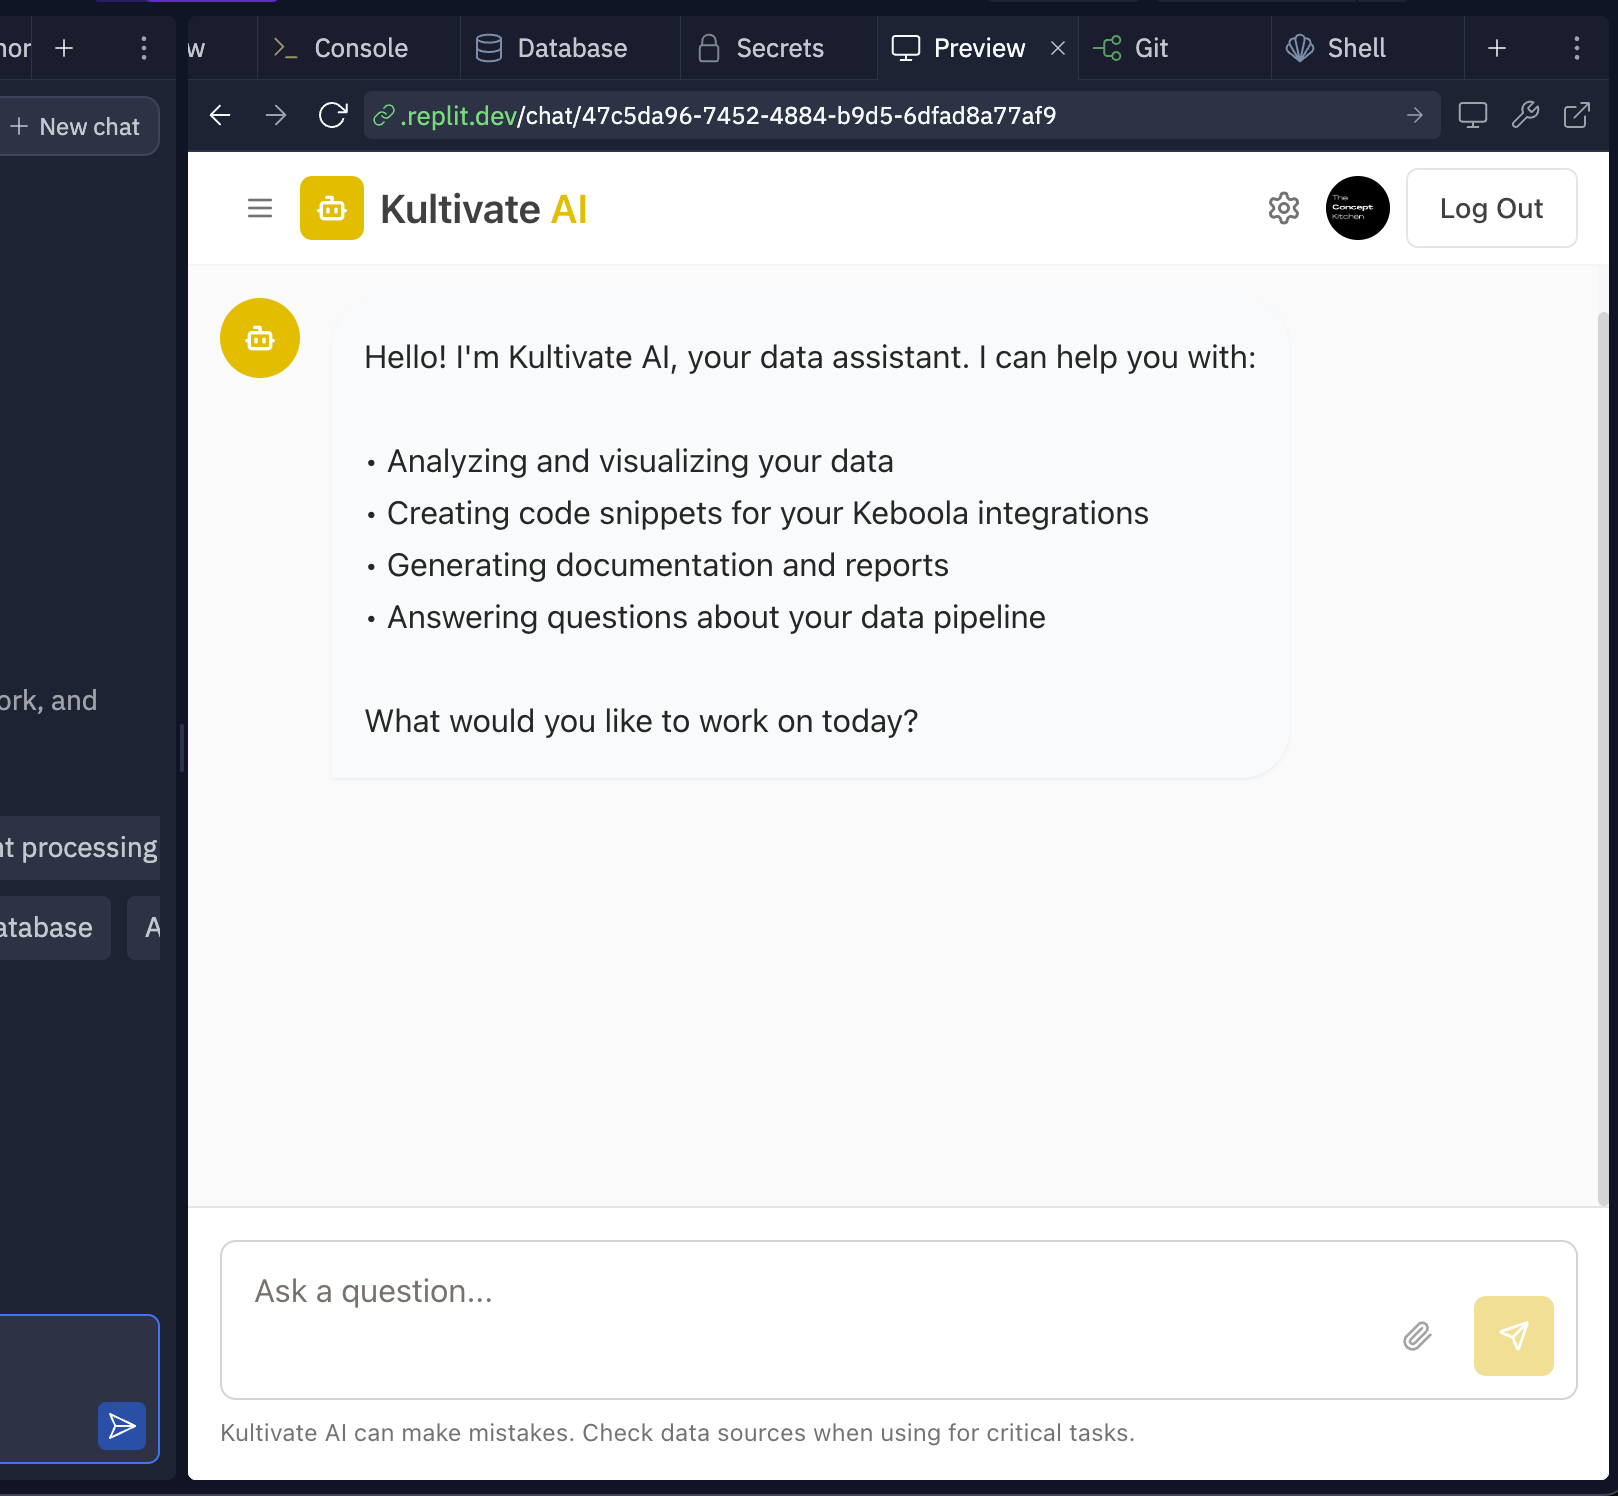 Console
Database
Secrets
Preview
Git
Shell
New chat
.replit.dev/chat/47c5da96-7452-4884-b9d5-6dfad8a77af9
Kultivate AI
The
Concept
Kitchen
Log Out
Hello! I'm Kultivate AI, your data assistant. I can help you with:
• Analyzing and visualizing your data
• Creating code snippets for your Keboola integrations
• Generating documentation and reports
• Answering questions about your data pipeline
What would you like to work on today?
ork, and
nt processing
atabase
A
Ask a question...
Kultivate AI can make mistakes. Check data sources when using for critical tasks.